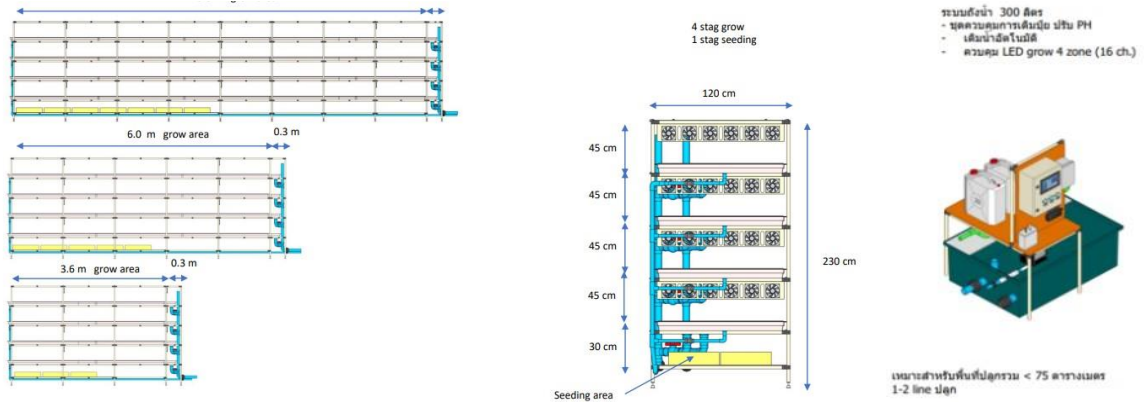 6.0 m grow area
0.3 m
3.6 m grow area
0.3 m
4 stag grow
1 stag seeding
120 cm
45 cm
45 cm
45 cm
45 cm
30 cm
230 cm
Seeding area
ระบบถังน้ำ 300 ลิตร
- ชุดควบคุมการเติมปุ๋ย ปรับ PH
- เติมน้ำอัตโนมัติ
- ควบคุม LED grow 4 zone (16 ch.)
เหมาะสำหรับพื้นที่ปลูกรวม < 75 ตารางเมตร
1-2 line ปลูก